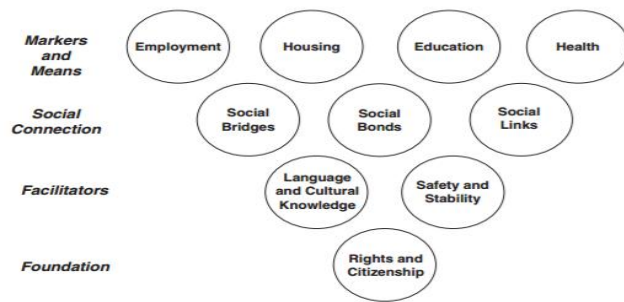 Markers
and
Means
Employment
Housing
Education
Health
Social
Connection
Social
Bridges
Social
Bonds
Social
Links
Facilitators
Language
and Cultural
Knowledge
Safety and
Stability
Foundation
Rights and
Citizenship